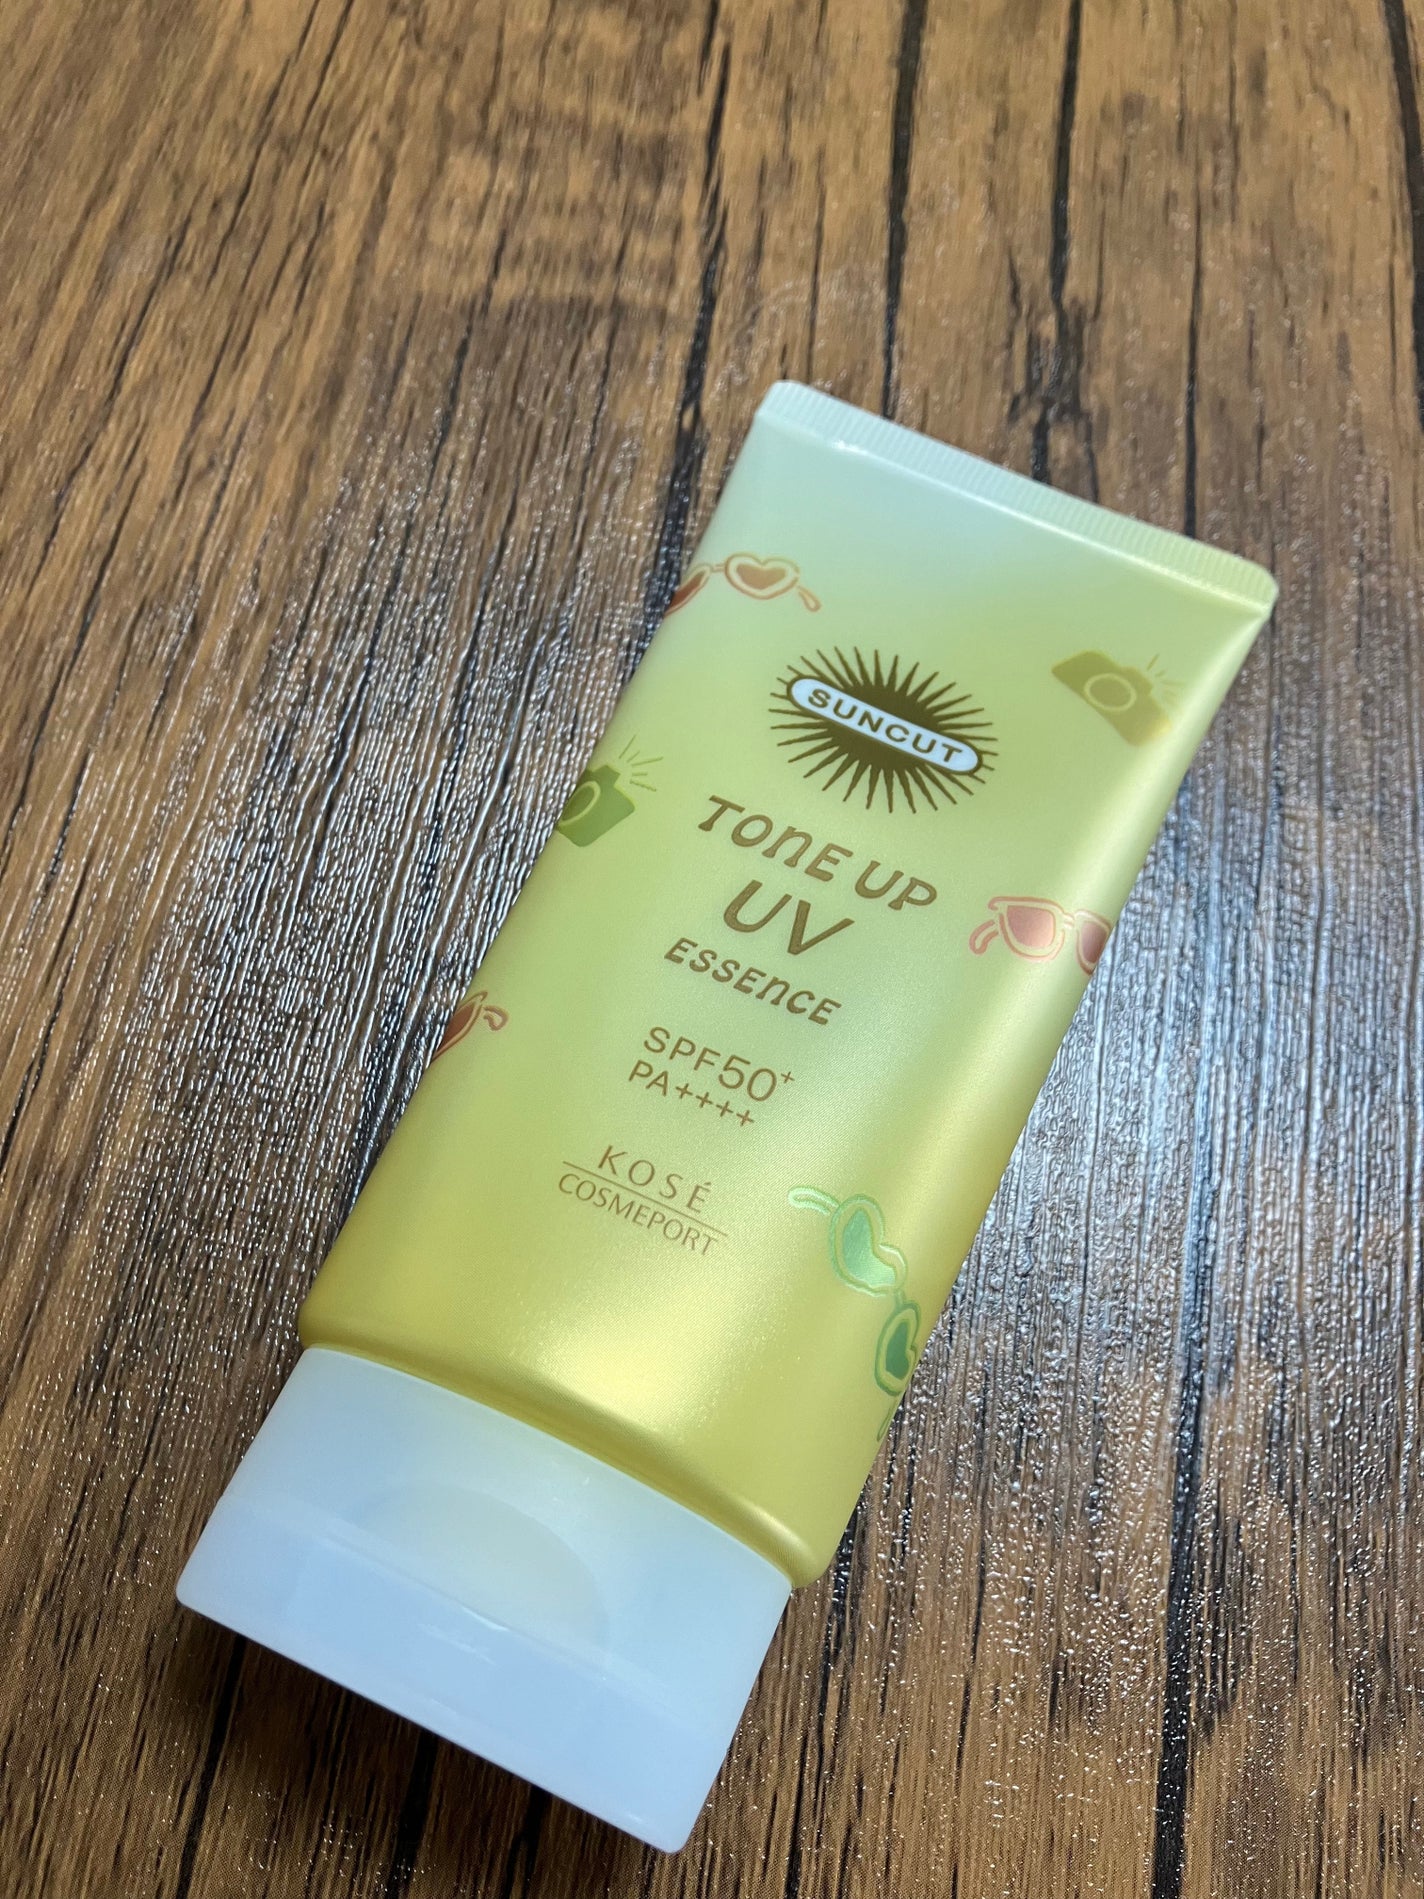 SUNCUT
TONE UP
UV
ESSENCE
SPF50+
PA++++
KOSÉ
COSMEPORT